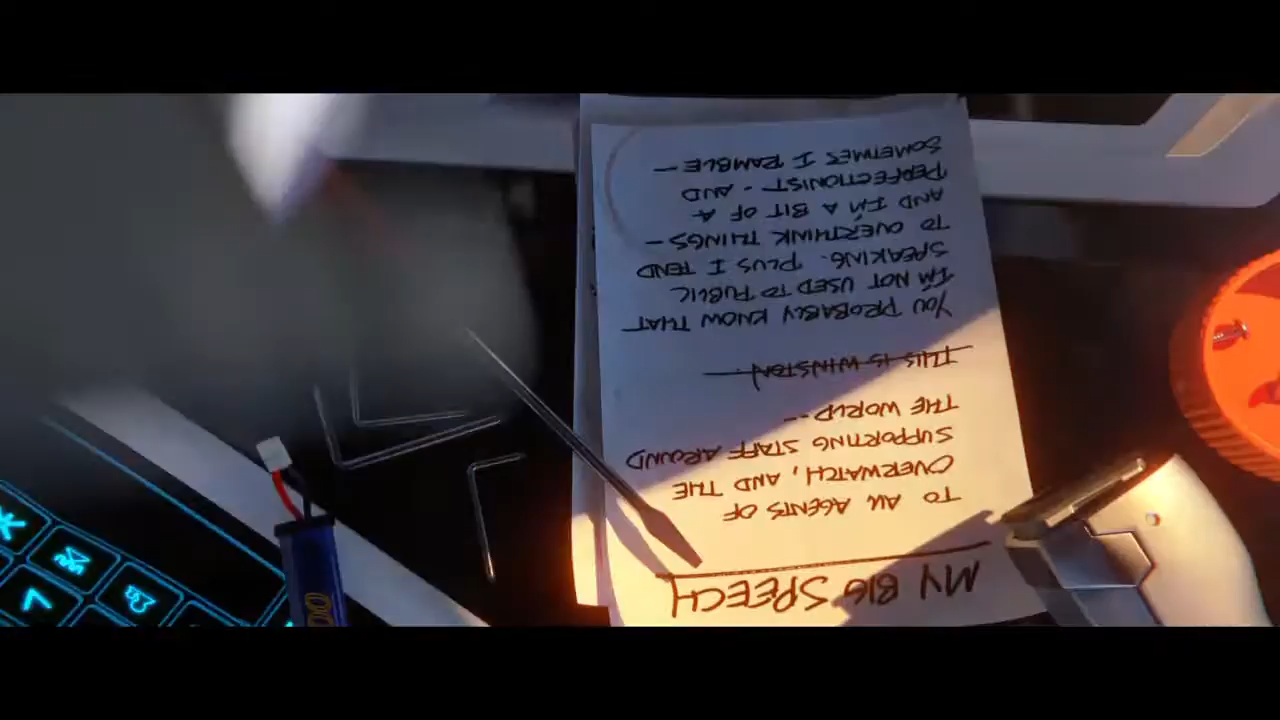 MY BIG SPEECH
TO ALL AGENTS OF
OVERWATCH, AND THE
SUPPORTING STAFF AROUND
THE WORLD--
THIS IS WINSTON.
YOU PROBABLY KNOW THAT
I'M NOT USED TO PUBLIC
SPEAKING. PLUS I TEND
TO OVERTHINK THINGS—
AND I'M A BIT OF A
PERFECTIONIST - AND
SOMETIMES I RAMBLE—